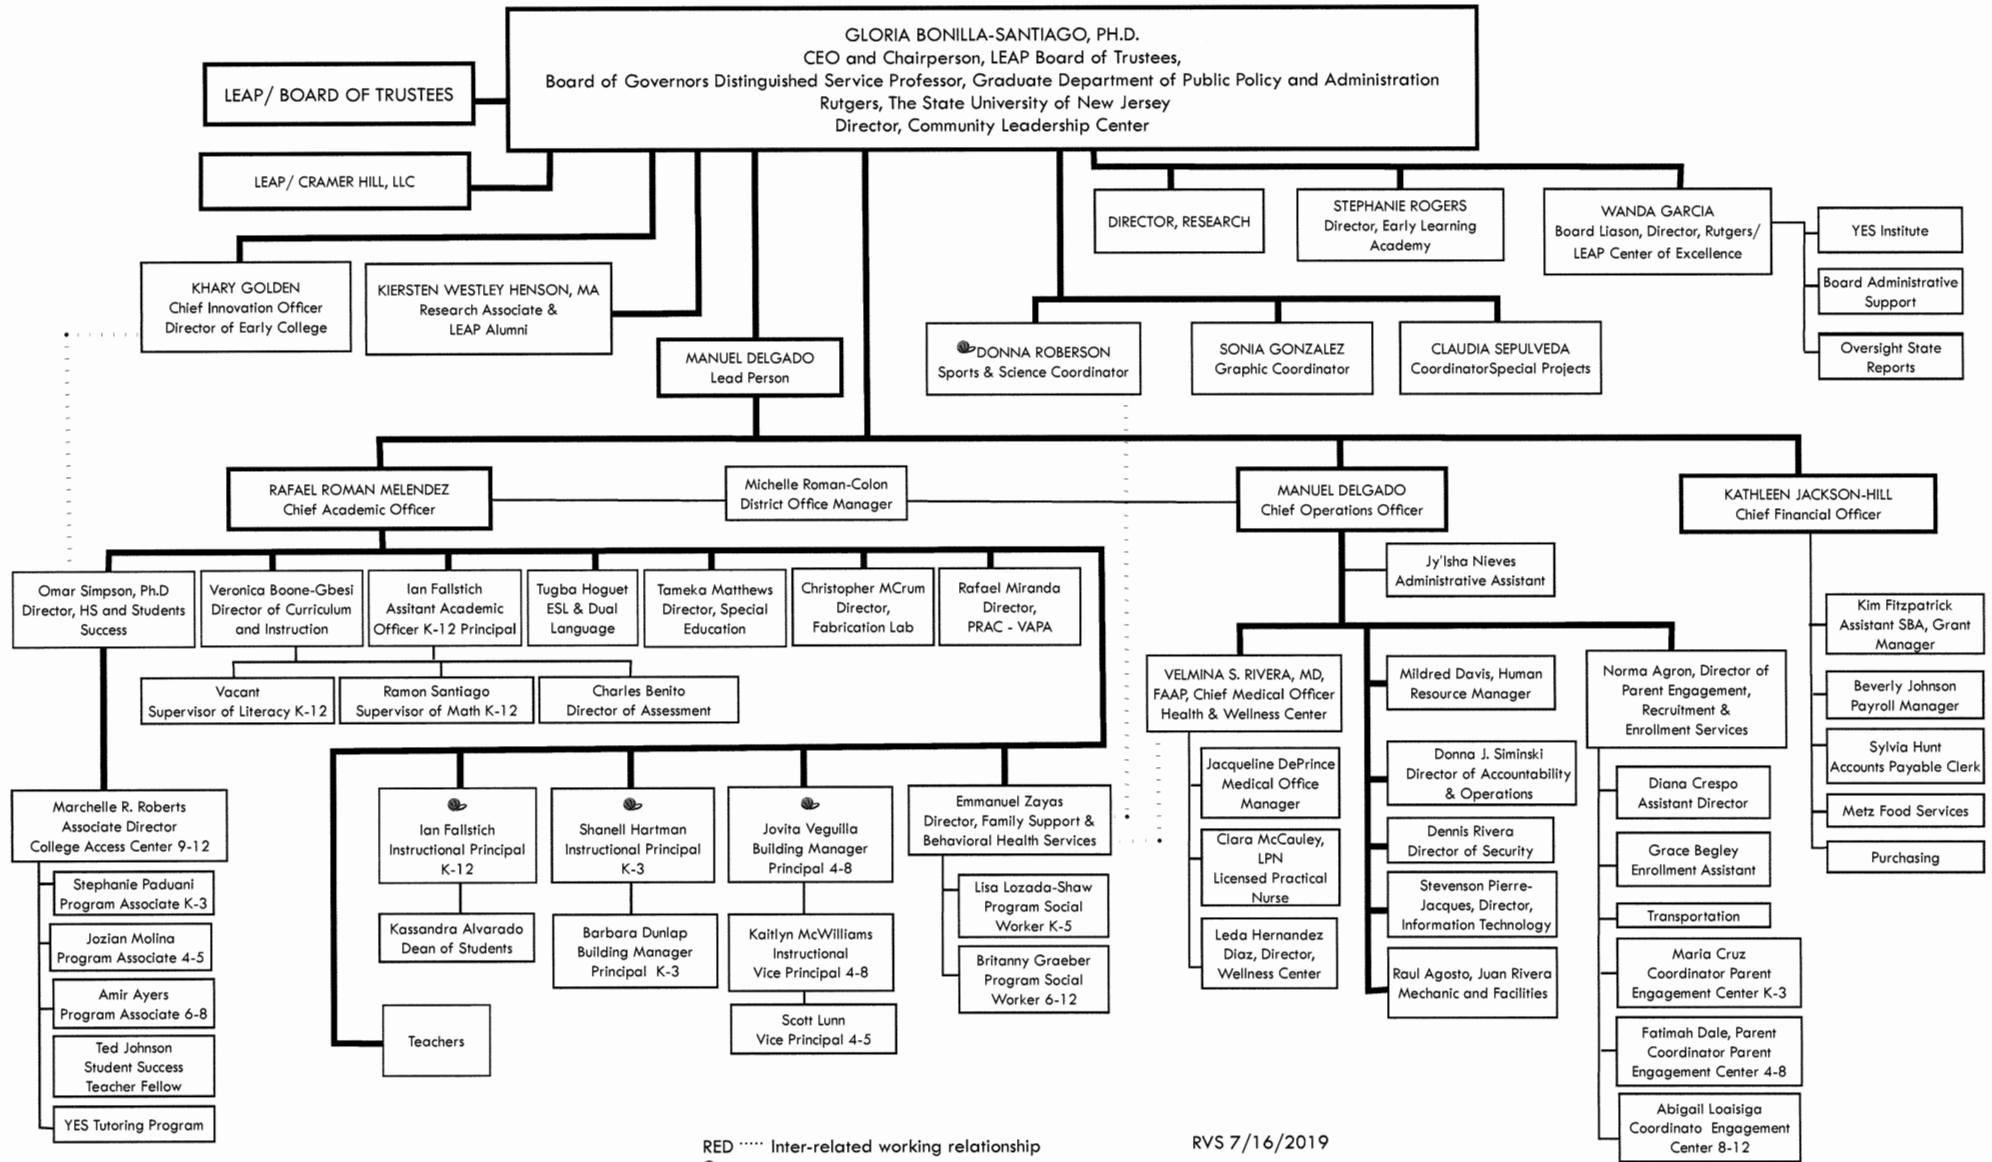 GLORIA BONILLA-SANTIAGO, PH.D.
CEO and Chairperson, LEAP Board of Trustees,
Board of Governors Distinguished Service Professor, Graduate Department of Public Policy and Administration
Rutgers, The State University of New Jersey
Director, Community Leadership Center
LEAP/ BOARD OF TRUSTEES
LEAP/ CRAMER HILL, LLC
DIRECTOR, RESEARCH
STEPHANIE ROGERS
Director, Early Learning
Academy
WANDA GARCIA
Board Liason, Director, Rutgers/
LEAP Center of Excellence
YES Institute
Board Administrative
Support
Oversight State
Reports
KHARY GOLDEN
Chief Innovation Officer
Director of Early College
KIERSTEN WESTLEY HENSON, MA
Research Associate &
LEAP Alumni
MANUEL DELGADO
Lead Person
DONNA ROBERSON
Sports & Science Coordinator
SONIA GONZALEZ
Graphic Coordinator
CLAUDIA SEPULVEDA
CoordinatorSpecial Projects
RAFAEL ROMAN MELENDEZ
Chief Academic Officer
Michelle Roman-Colon
District Office Manager
MANUEL DELGADO
Chief Operations Officer
KATHLEEN JACKSON-HILL
Chief Financial Officer
Omar Simpson, Ph.D
Director, HS and Students
Success
Veronica Boone-Gbesi
Director of Curriculum
and Instruction
Ian Fallstich
Assitant Academic
Officer K-12 Principal
Tugba Hoguet
ESL & Dual
Language
Tameka Matthews
Director, Special
Education
Christopher MCrum
Director,
Fabrication Lab
Rafael Miranda
Director,
PRAC - VAPA
Jy'Isha Nieves
Administrative Assistant
Vacant
Supervisor of Literacy K-12
Ramon Santiago
Supervisor of Math K-12
Charles Benito
Director of Assessment
VELMINA S. RIVERA, MD,
FAAP, Chief Medical Officer
Health & Wellness Center
Mildred Davis, Human
Resource Manager
Norma Agron, Director of
Parent Engagement,
Recruitment &
Enrollment Services
Kim Fitzpatrick
Assistant SBA, Grant
Manager
Beverly Johnson
Payroll Manager
Sylvia Hunt
Accounts Payable Clerk
Metz Food Services
Purchasing
Marchelle R. Roberts
Associate Director
College Access Center 9-12
Stephanie Paduani
Program Associate K-3
Jozian Molina
Program Associate 4-5
Amir Ayers
Program Associate 6-8
Ted Johnson
Student Success
Teacher Fellow
YES Tutoring Program
Ian Fallstich
Instructional Principal
K-12
Kassandra Alvarado
Dean of Students
Teachers
Shanell Hartman
Instructional Principal
K-3
Barbara Dunlap
Building Manager
Principal K-3
Jovita Veguilla
Building Manager
Principal 4-8
Kaitlyn McWilliams
Instructional
Vice Principal 4-8
Scott Lunn
Vice Principal 4-5
Emmanuel Zayas
Director, Family Support &
Behavioral Health Services
Lisa Lozada-Shaw
Program Social
Worker K-5
Britanny Graeber
Program Social
Worker 6-12
Jacqueline DePrince
Medical Office
Manager
Clara McCauley,
LPN
Licensed Practical
Nurse
Leda Hernandez
Diaz, Director,
Wellness Center
Donna J. Siminski
Director of Accountability
& Operations
Dennis Rivera
Director of Security
Stevenson Pierre-
Jacques, Director,
Information Technology
Raul Agosto, Juan Rivera
Mechanic and Facilities
Diana Crespo
Assistant Director
Grace Begley
Enrollment Assistant
Transportation
Maria Cruz
Coordinator Parent
Engagement Center K-3
Fatimah Dale, Parent
Coordinator Parent
Engagement Center 4-8
Abigail Loaisiga
Coordinato Engagement
Center 8-12
RED ····· Inter-related working relationship
RVS 7/16/2019